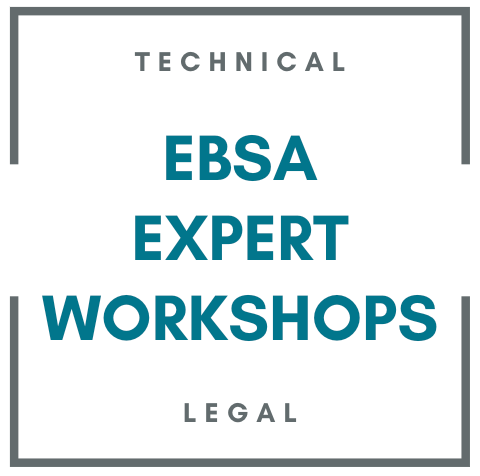 TECHNICAL
EBSA
EXPERT
WORKSHOPS
LEGAL